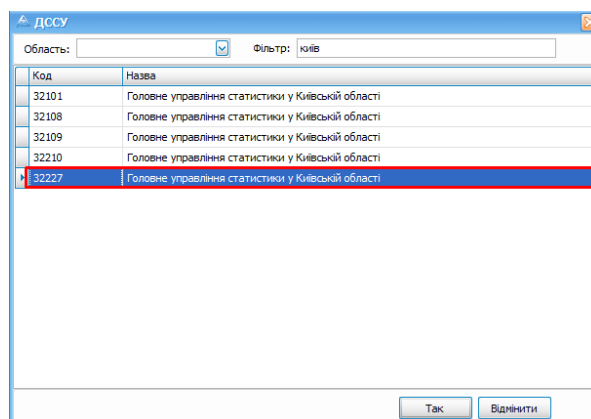 ДССУ
Область: Фільтр: київ
Код Назва
32101 Головне управління статистики у Київській області
32108 Головне управління статистики у Київській області
32109 Головне управління статистики у Київській області
32210 Головне управління статистики у Київській області
32227 Головне управління статистики у Київській області
Так Відмінити